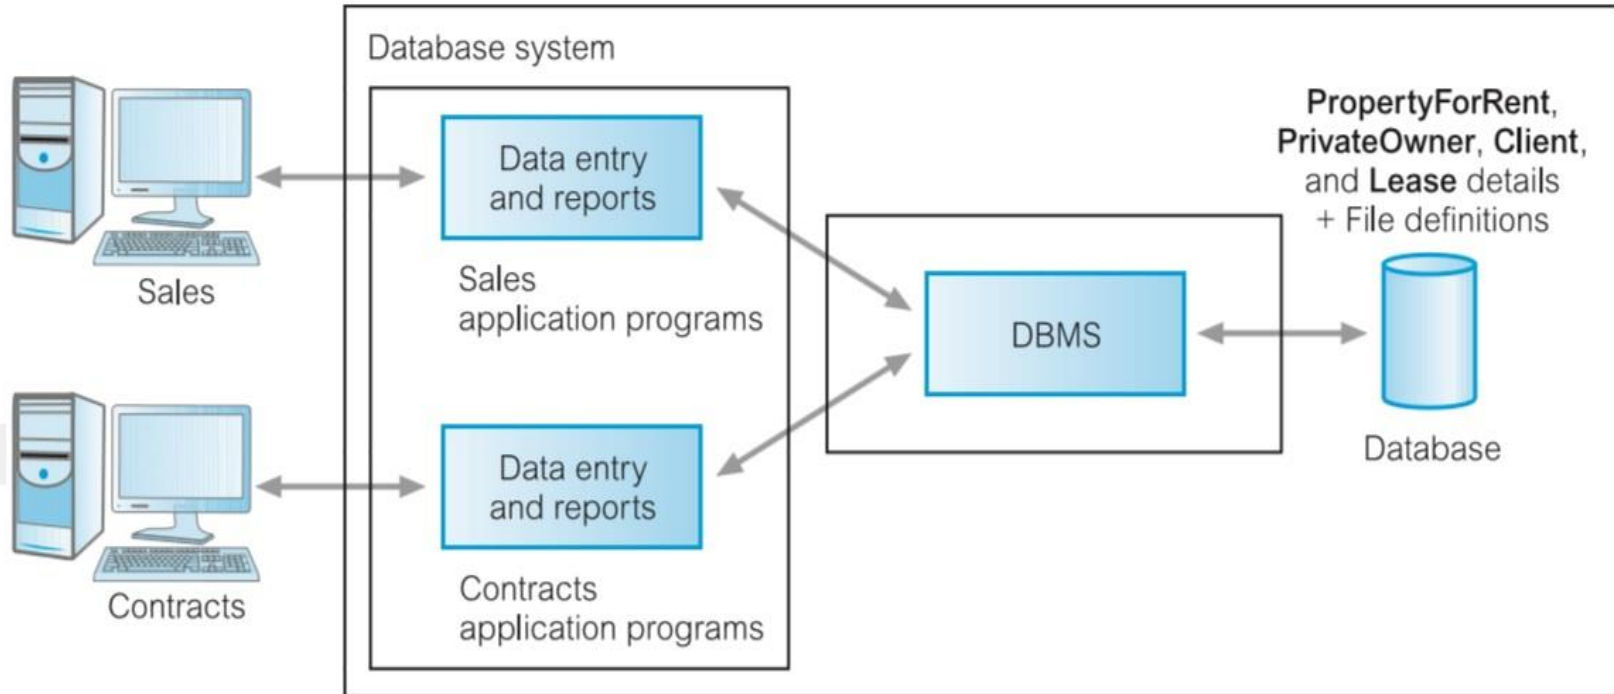 Database system
Sales
Data entry
and reports
Sales
application programs
Contracts
Data entry
and reports
Contracts
application programs
DBMS
PropertyForRent,
PrivateOwner, Client,
and Lease details
+ File definitions
Database